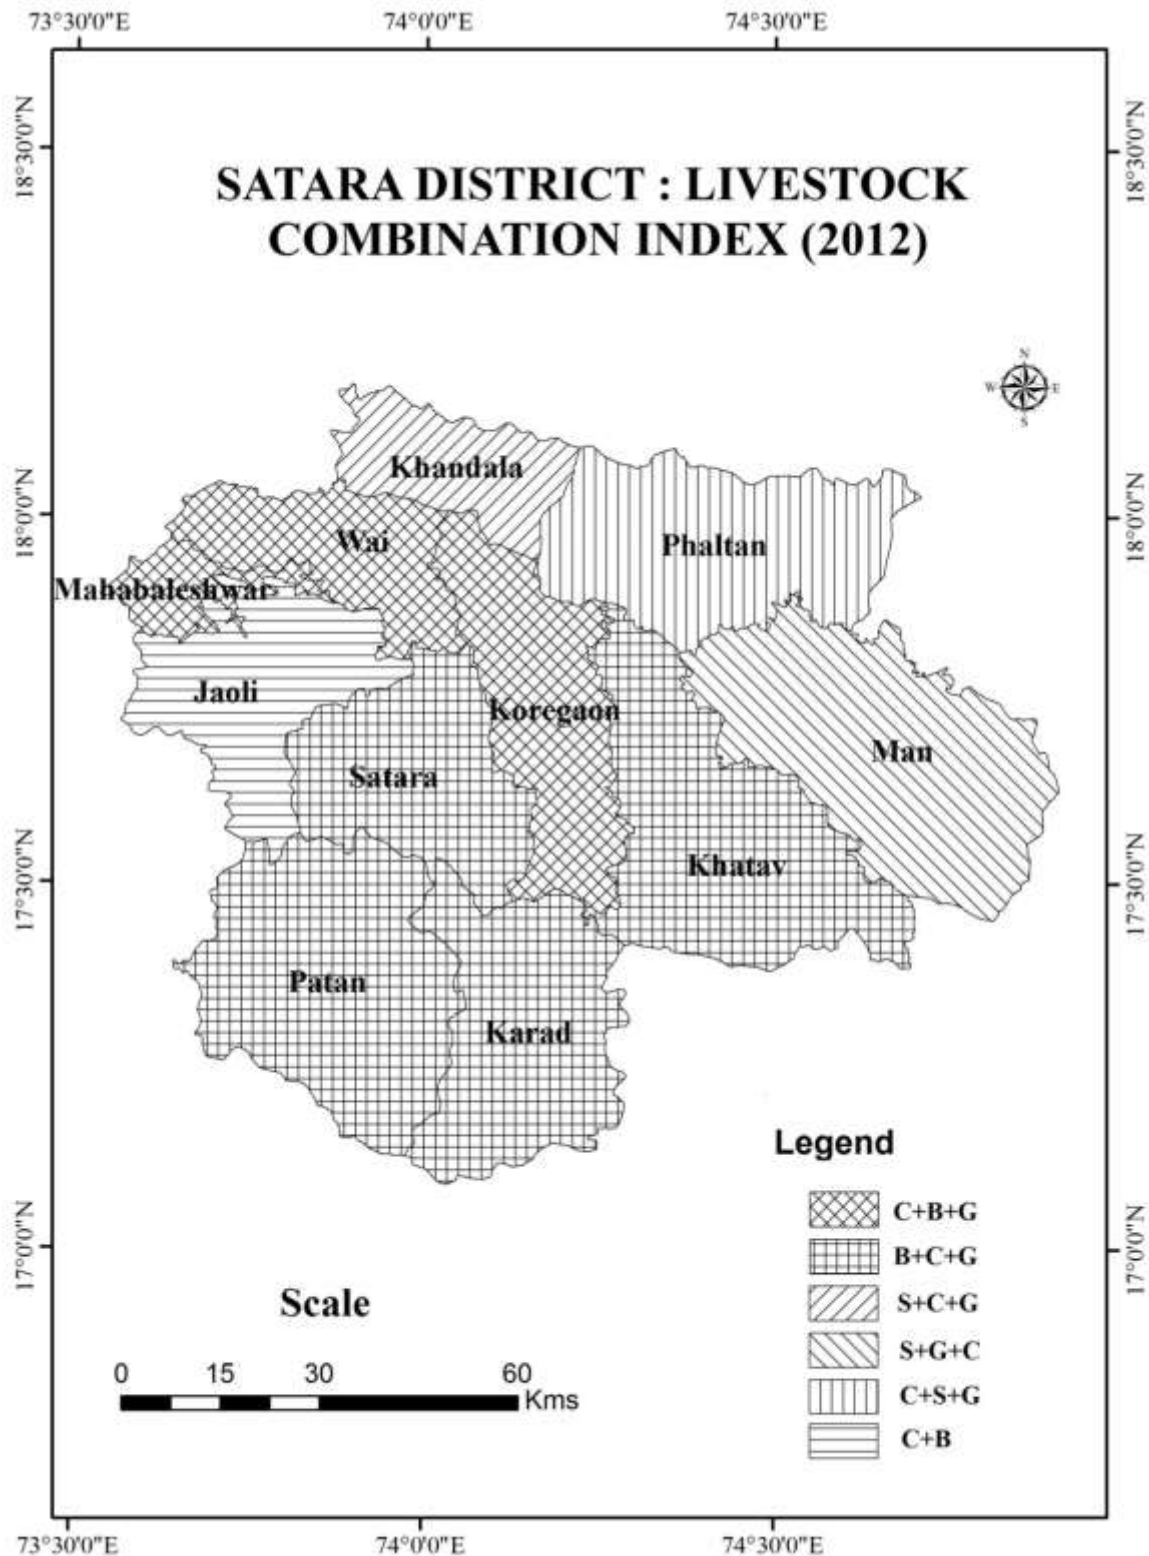 73°30'0"E 74°0'0"E 74°30'0"E
18°30'0"N
18°30'0"N
SATARA DISTRICT : LIVESTOCK
COMBINATION INDEX (2012)
N
W E
S
Khandala
18°0'0"N
18°0'0"N
Wai
Phaltan
Mahabaleshwar
Jaoli
Koregaon
Man
Satara
Khatav
17°30'0"N
17°30'0"N
Patan
Karad
Legend
C+B+G
17°0'0"N
17°0'0"N
B+C+G
Scale
S+C+G
S+G+C
0 15 30 60
Kms
C+S+G
C+B
73°30'0"E 74°0'0"E 74°30'0"E